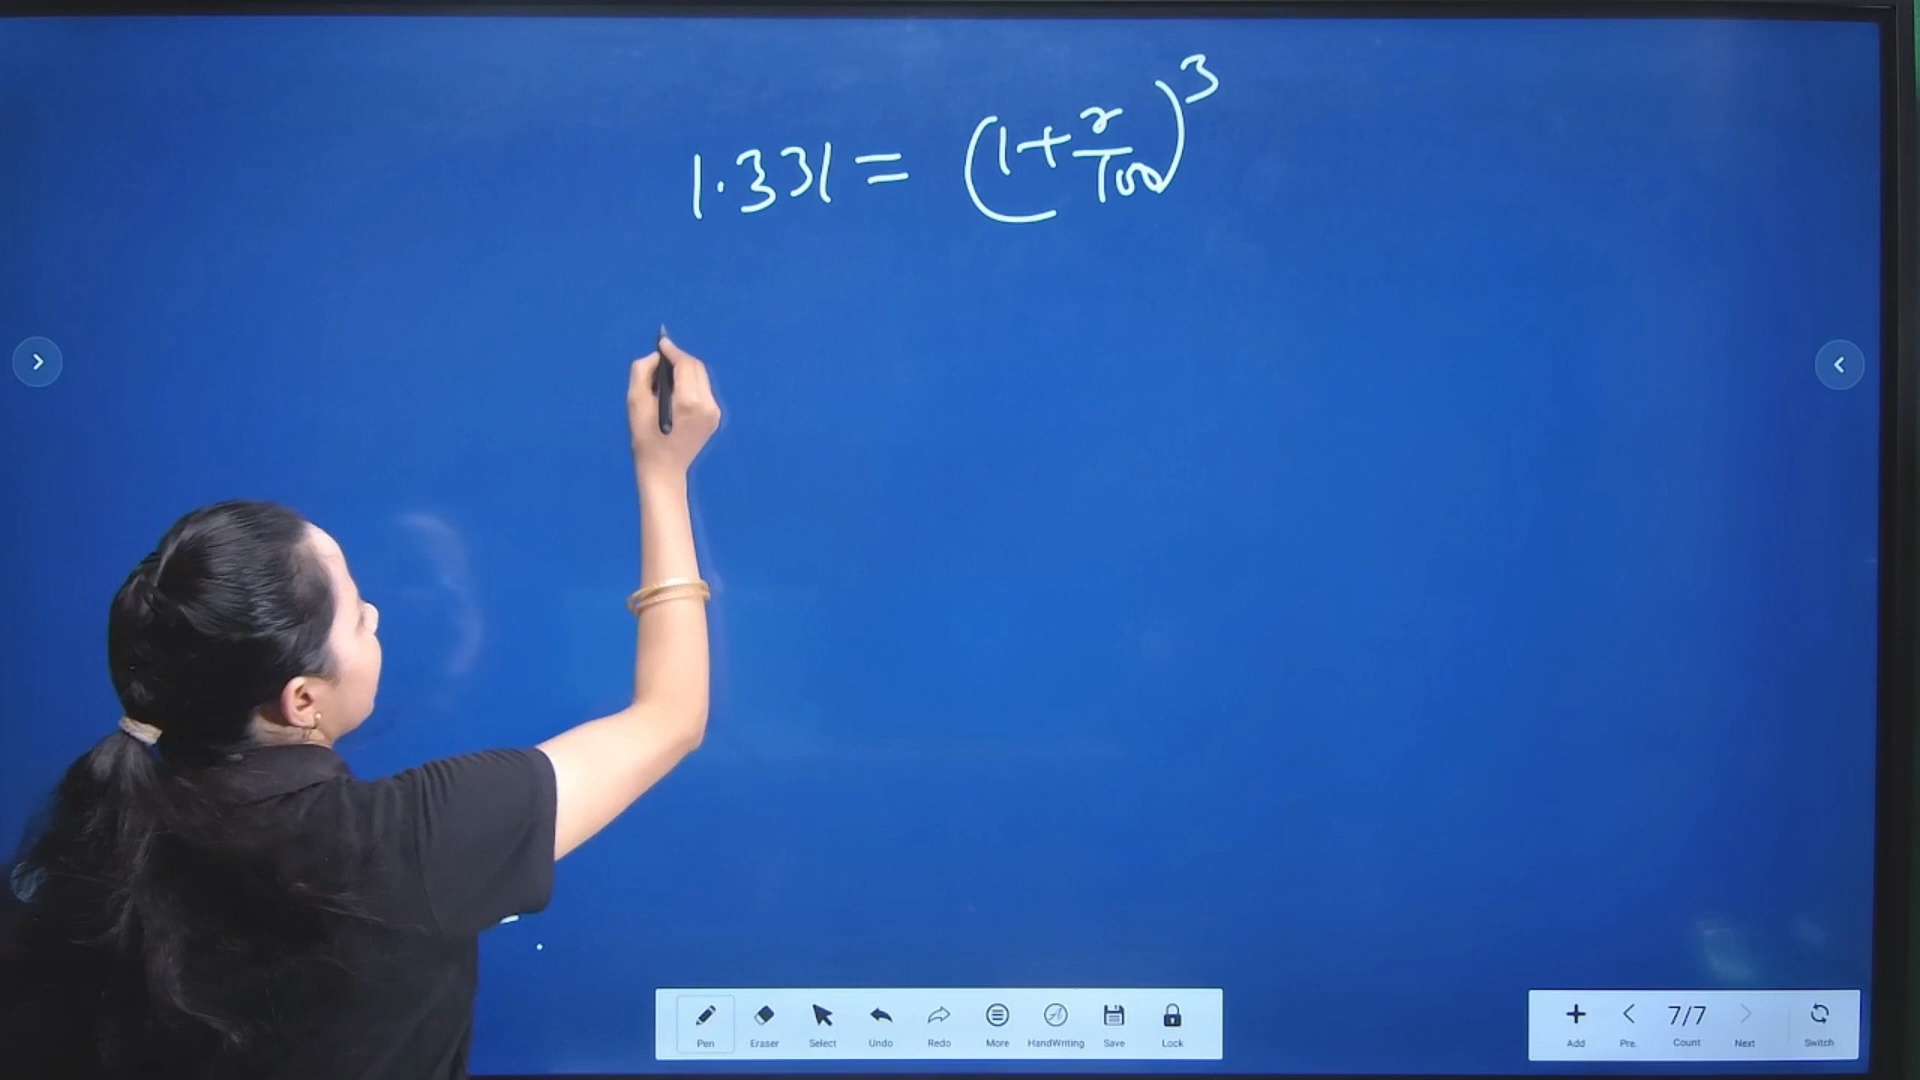 1.331 = (1+r/100)^3
Pen Eraser Select Undo Redo More HandWriting Save Lock
Add Pre. 7/7 Count Next Switch